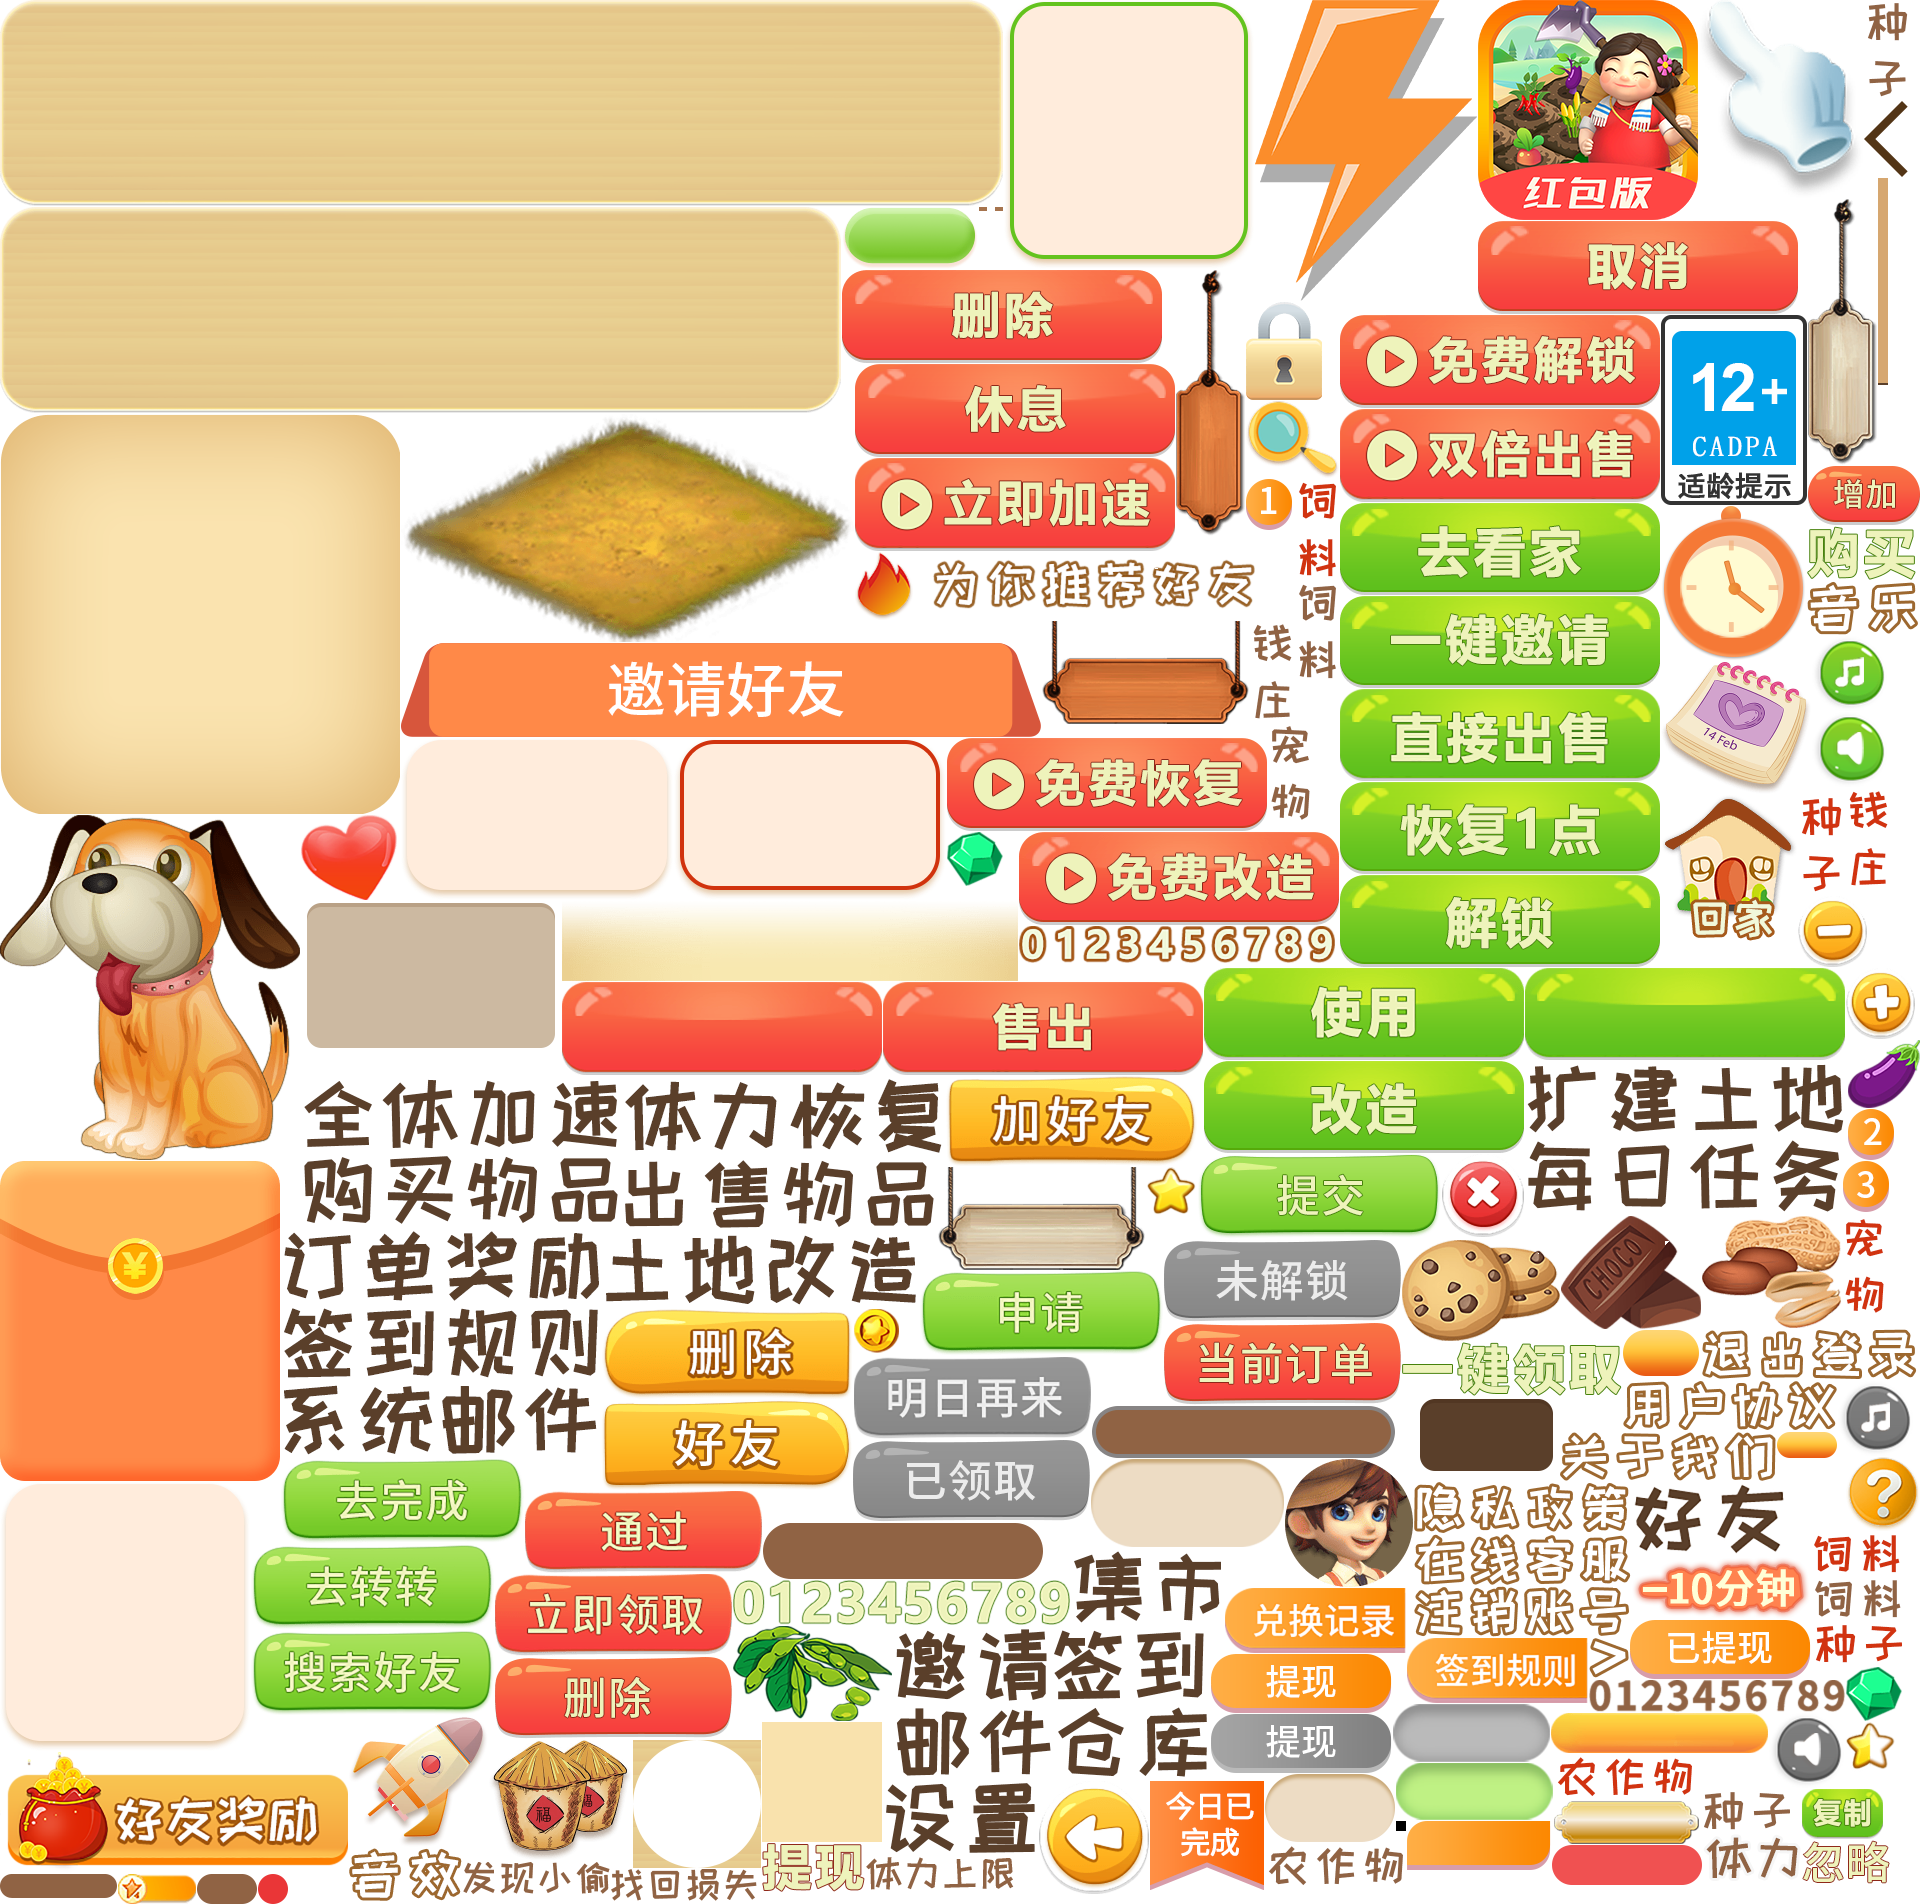 种子
红包版
取消
删除
免费解锁
12+
CADPA
适龄提示
休息
双倍出售
增加
立即加速
1
饲料
去看家
购买
音乐
为你推荐好友
饲料
一键邀请
钱庄
邀请好友
直接出售
14 Feb
宠物
免费恢复
恢复1点
种子
钱庄
免费改造
解锁
回家
0123456789
售出
使用
全体加速
体力恢复
加好友
改造
扩建土地
2
购买物品
出售物品
提交
每日任务
3
¥
订单奖励
土地改造
未解锁
CHOCO
宠物
申请
签到规则
删除
当前订单
一键领取
退出登录
系统邮件
明日再来
用户协议
好友
关于我们
去完成
已领取
隐私政策
好友
?
通过
在线客服
饲料
去转转
集市
-10分钟
饲料
立即领取
0123456789
兑换记录
注销账号
种子
搜索好友
邀请
签到
签到规则
>
已提现
删除
提现
0123456789
邮件
仓库
提现
福
福
农作物
好友奖励
设置
今日已完成
种子
复制
音效
发现小偷
找回损失
提现
体力上限
农作物
体力
忽略